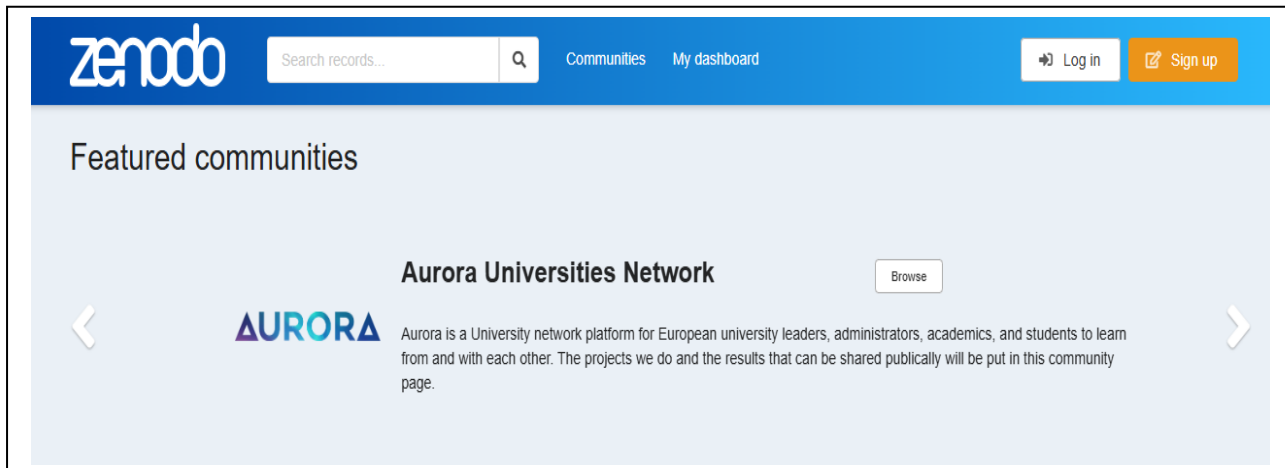 zenodo
Search records...
Communities
My dashboard
Log in
Sign up
Featured communities
Aurora Universities Network
Browse
AURORA
Aurora is a University network platform for European university leaders, administrators, academics, and students to learn
from and with each other. The projects we do and the results that can be shared publically will be put in this community
page.